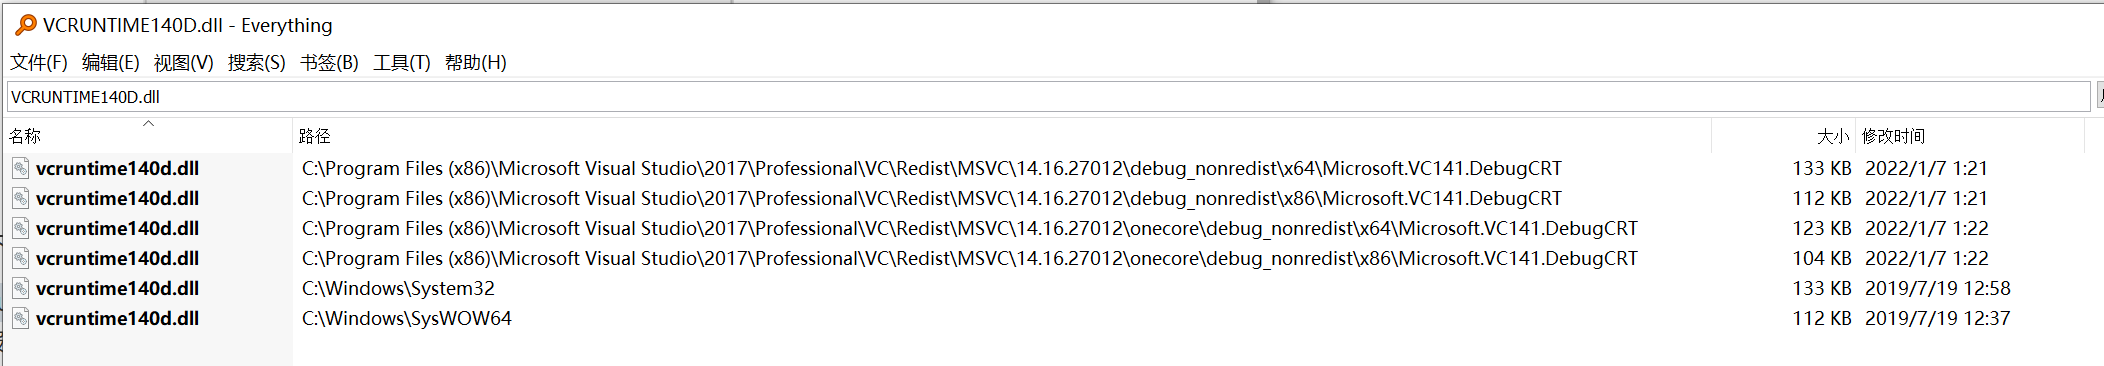 VCRUNTIME140D.dll - Everything
文件(F) 编辑(E) 视图(V) 搜索(S) 书签(B) 工具(T) 帮助(H)
VCRUNTIME140D.dll
名称 路径 大小 修改时间
vcruntime140d.dll C:\Program Files (x86)\Microsoft Visual Studio\2017\Professional\VC\Redist\MSVC\14.16.27012\debug_nonredist\x64\Microsoft.VC141.DebugCRT 133 KB 2022/1/7 1:21
vcruntime140d.dll C:\Program Files (x86)\Microsoft Visual Studio\2017\Professional\VC\Redist\MSVC\14.16.27012\debug_nonredist\x86\Microsoft.VC141.DebugCRT 112 KB 2022/1/7 1:21
vcruntime140d.dll C:\Program Files (x86)\Microsoft Visual Studio\2017\Professional\VC\Redist\MSVC\14.16.27012\onecore\debug_nonredist\x64\Microsoft.VC141.DebugCRT 123 KB 2022/1/7 1:22
vcruntime140d.dll C:\Program Files (x86)\Microsoft Visual Studio\2017\Professional\VC\Redist\MSVC\14.16.27012\onecore\debug_nonredist\x86\Microsoft.VC141.DebugCRT 104 KB 2022/1/7 1:22
vcruntime140d.dll C:\Windows\System32 133 KB 2019/7/19 12:58
vcruntime140d.dll C:\Windows\SysWOW64 112 KB 2019/7/19 12:37